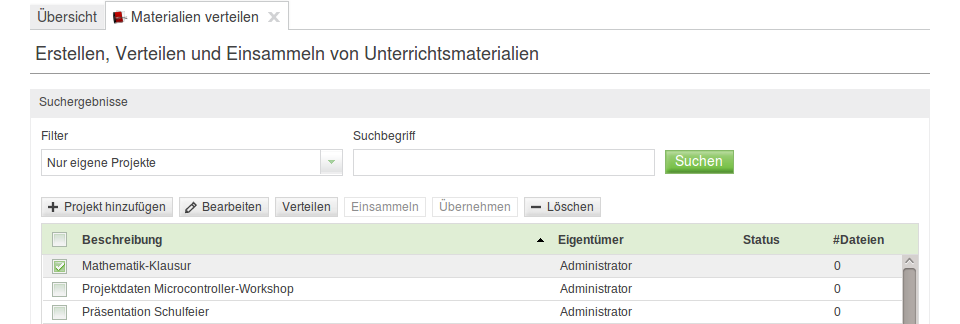 Übersicht Materialien verteilen
Erstellen, Verteilen und Einsammeln von Unterrichtsmaterialien
Suchergebnisse
Filter Suchbegriff
Nur eigene Projekte Suchen
Projekt hinzufügen Bearbeiten Verteilen Einsammeln Übernehmen Löschen
Beschreibung Eigentümer Status #Dateien
Mathematik-Klausur Administrator 0
Projektdaten Microcontroller-Workshop Administrator 0
Präsentation Schulfeier Administrator 0